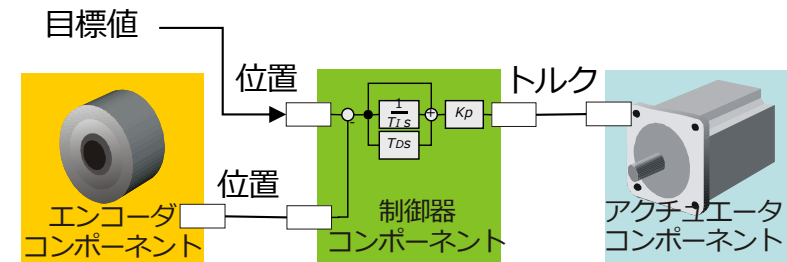 目標値
位置
トルク
1
TIs
-
+
Kp
TDs
位置
エンコーダ
コンポーネント
制御器
コンポーネント
アクチュエータ
コンポーネント